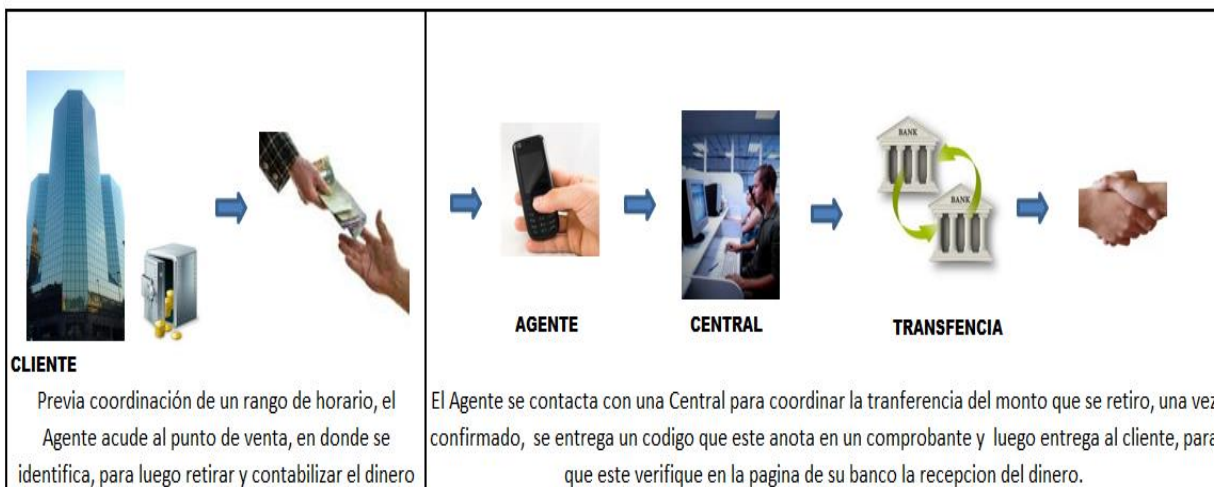 BANK
BANK
AGENTE
CENTRAL
TRANSFENCIA
CLIENTE
Previa coordinación de un rango de horario, el
Agente acude al punto de venta, en donde se
identifica, para luego retirar y contabilizar el dinero
El Agente se contacta con una Central para coordinar la tranferencia del monto que se retiro, una vez
confirmado, se entrega un codigo que este anota en un comprobante y luego entrega al cliente, para
que este verifique en la pagina de su banco la recepcion del dinero.